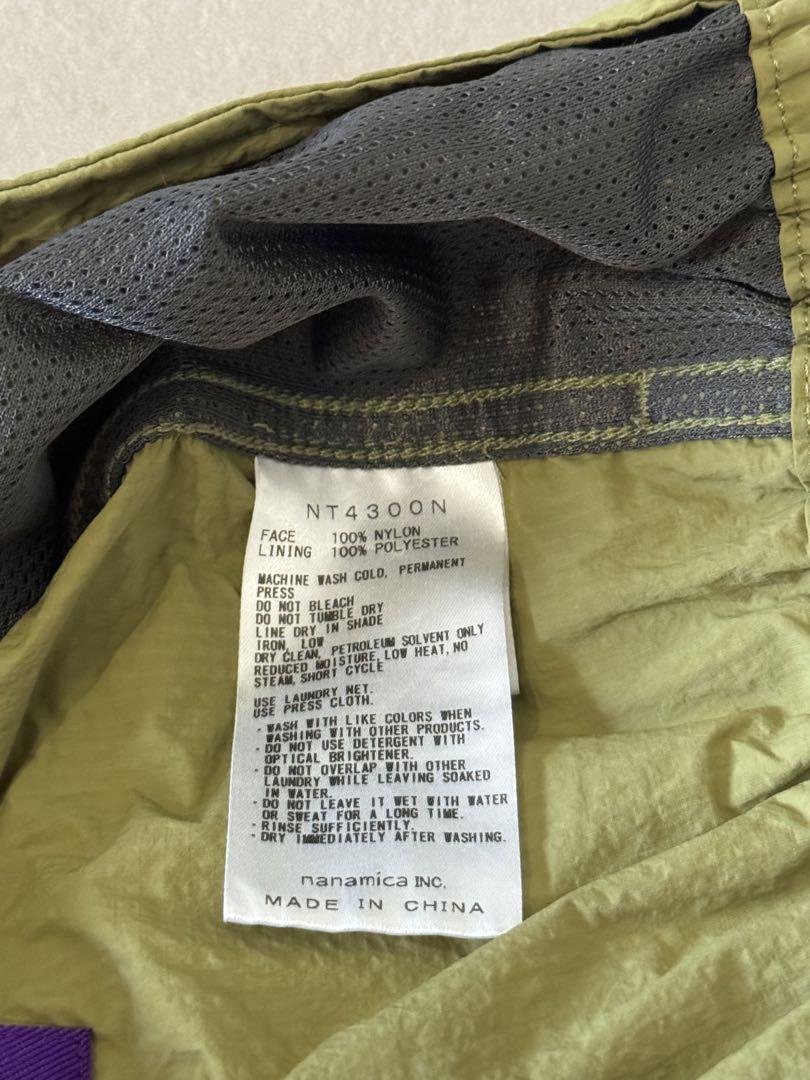 NT4300N
FACE 100% NYLON
LINING 100% POLYESTER
MACHINE WASH COLD, PERMANENT
PRESS
DO NOT BLEACH
DO NOT TUMBLE DRY
LINE DRY IN SHADE
IRON, LOW
DRY CLEAN, PETROLEUM SOLVENT ONLY
REDUCED MOISTURE, LOW HEAT, NO
STEAM, SHORT CYCLE
USE LAUNDRY NET.
USE PRESS CLOTH.
- WASH WITH LIKE COLORS WHEN
WASHING WITH OTHER PRODUCTS.
- DO NOT USE DETERGENT WITH
OPTICAL BRIGHTENER.
- DO NOT OVERLAP WITH OTHER
LAUNDRY WHILE LEAVING SOAKED
IN WATER.
- DO NOT LEAVE IT WET WITH WATER
OR SWEAT FOR A LONG TIME.
- RINSE SUFFICIENTLY.
- DRY IMMEDIATELY AFTER WASHING.
nanamica INC.
MADE IN CHINA